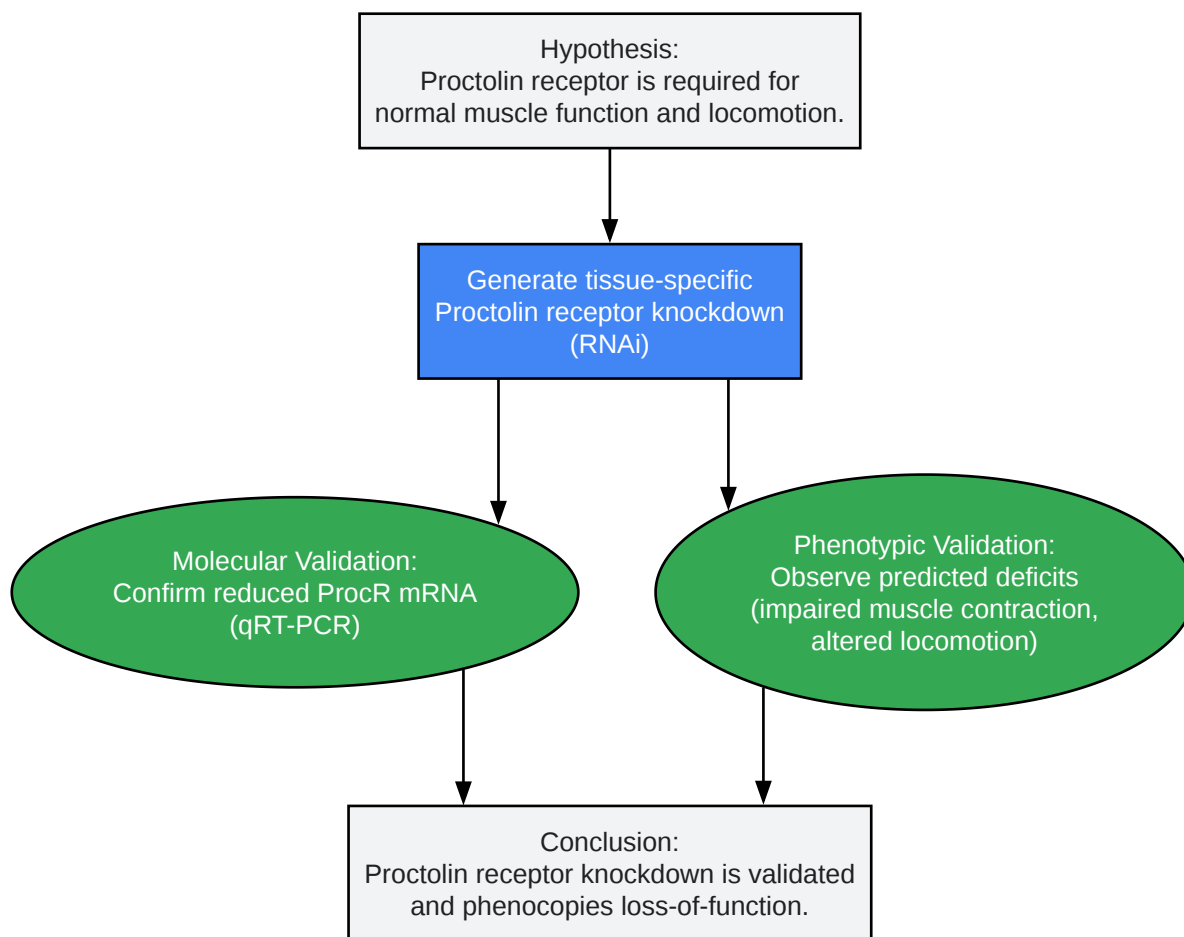 Hypothesis:
Proctolin receptor is required for
normal muscle function and locomotion.
Generate tissue-specific
Proctolin receptor knockdown
(RNAi)
Molecular Validation:
Confirm reduced ProcR mRNA
(qRT-PCR)
Phenotypic Validation:
Observe predicted deficits
(impaired muscle contraction,
altered locomotion)
Conclusion:
Proctolin receptor knockdown is validated
and phenocopies loss-of-function.